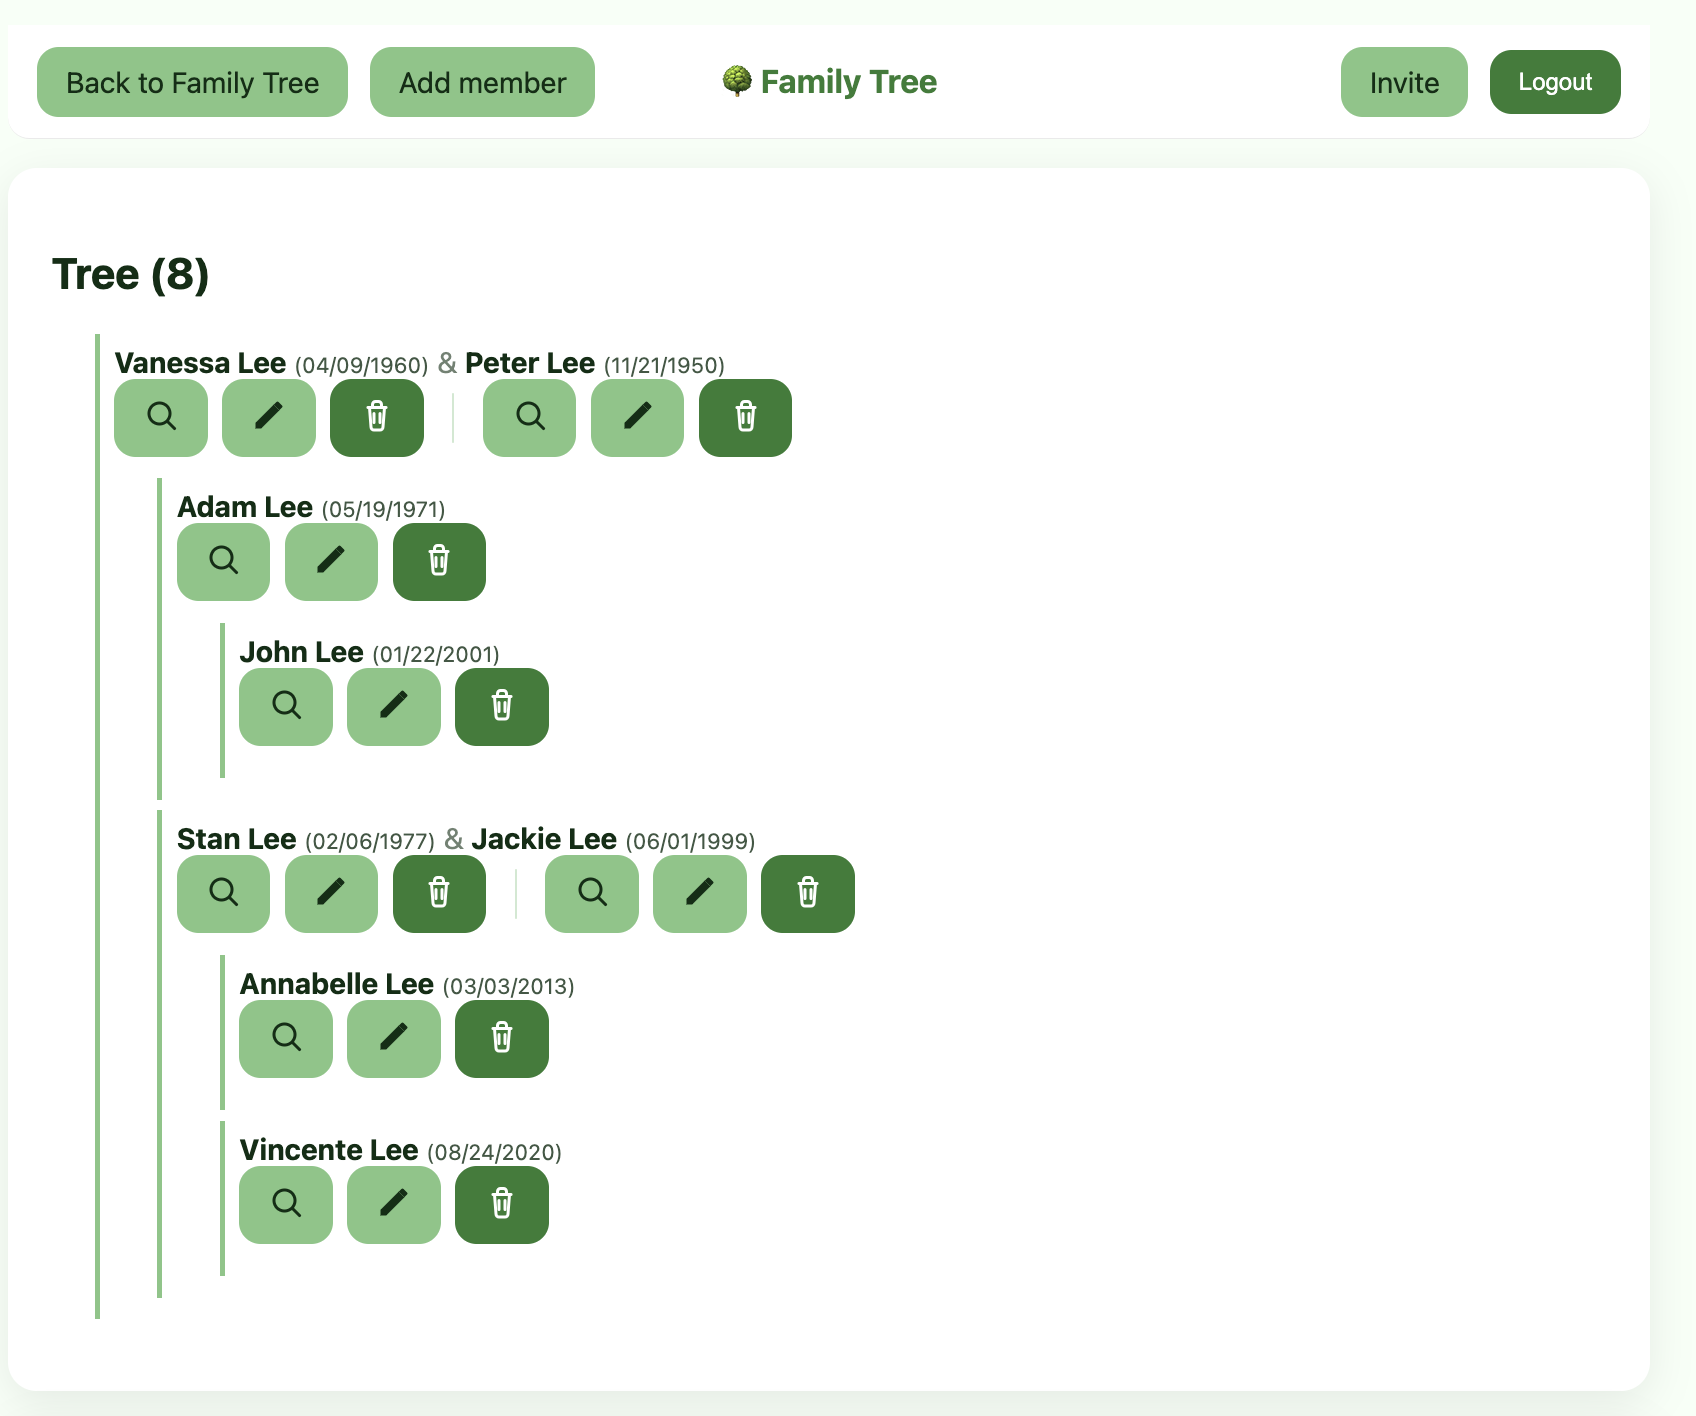 Back to Family Tree Add member Family Tree Invite Logout
Tree (8)
Vanessa Lee (04/09/1960) & Peter Lee (11/21/1950)
Adam Lee (05/19/1971)
John Lee (01/22/2001)
Stan Lee (02/06/1977) & Jackie Lee (06/01/1999)
Annabelle Lee (03/03/2013)
Vincente Lee (08/24/2020)